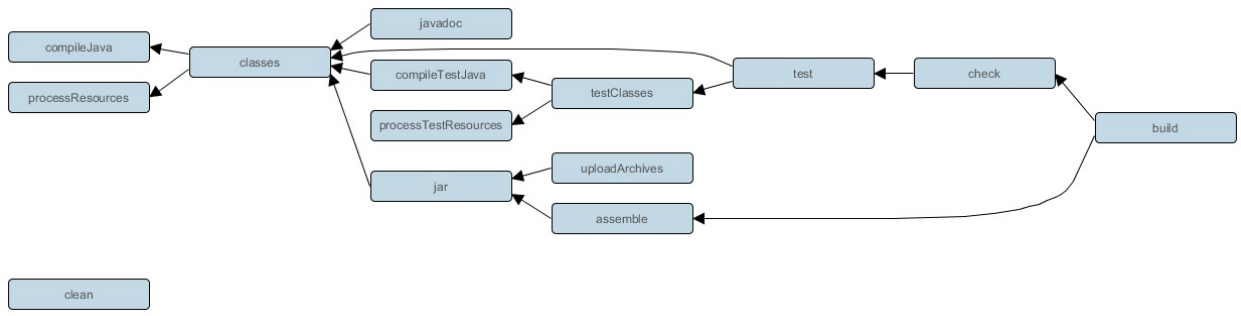 javadoc
compileJava
classes
compileTestJava
test
check
processResources
testClasses
processTestResources
build
uploadArchives
jar
assemble
clean